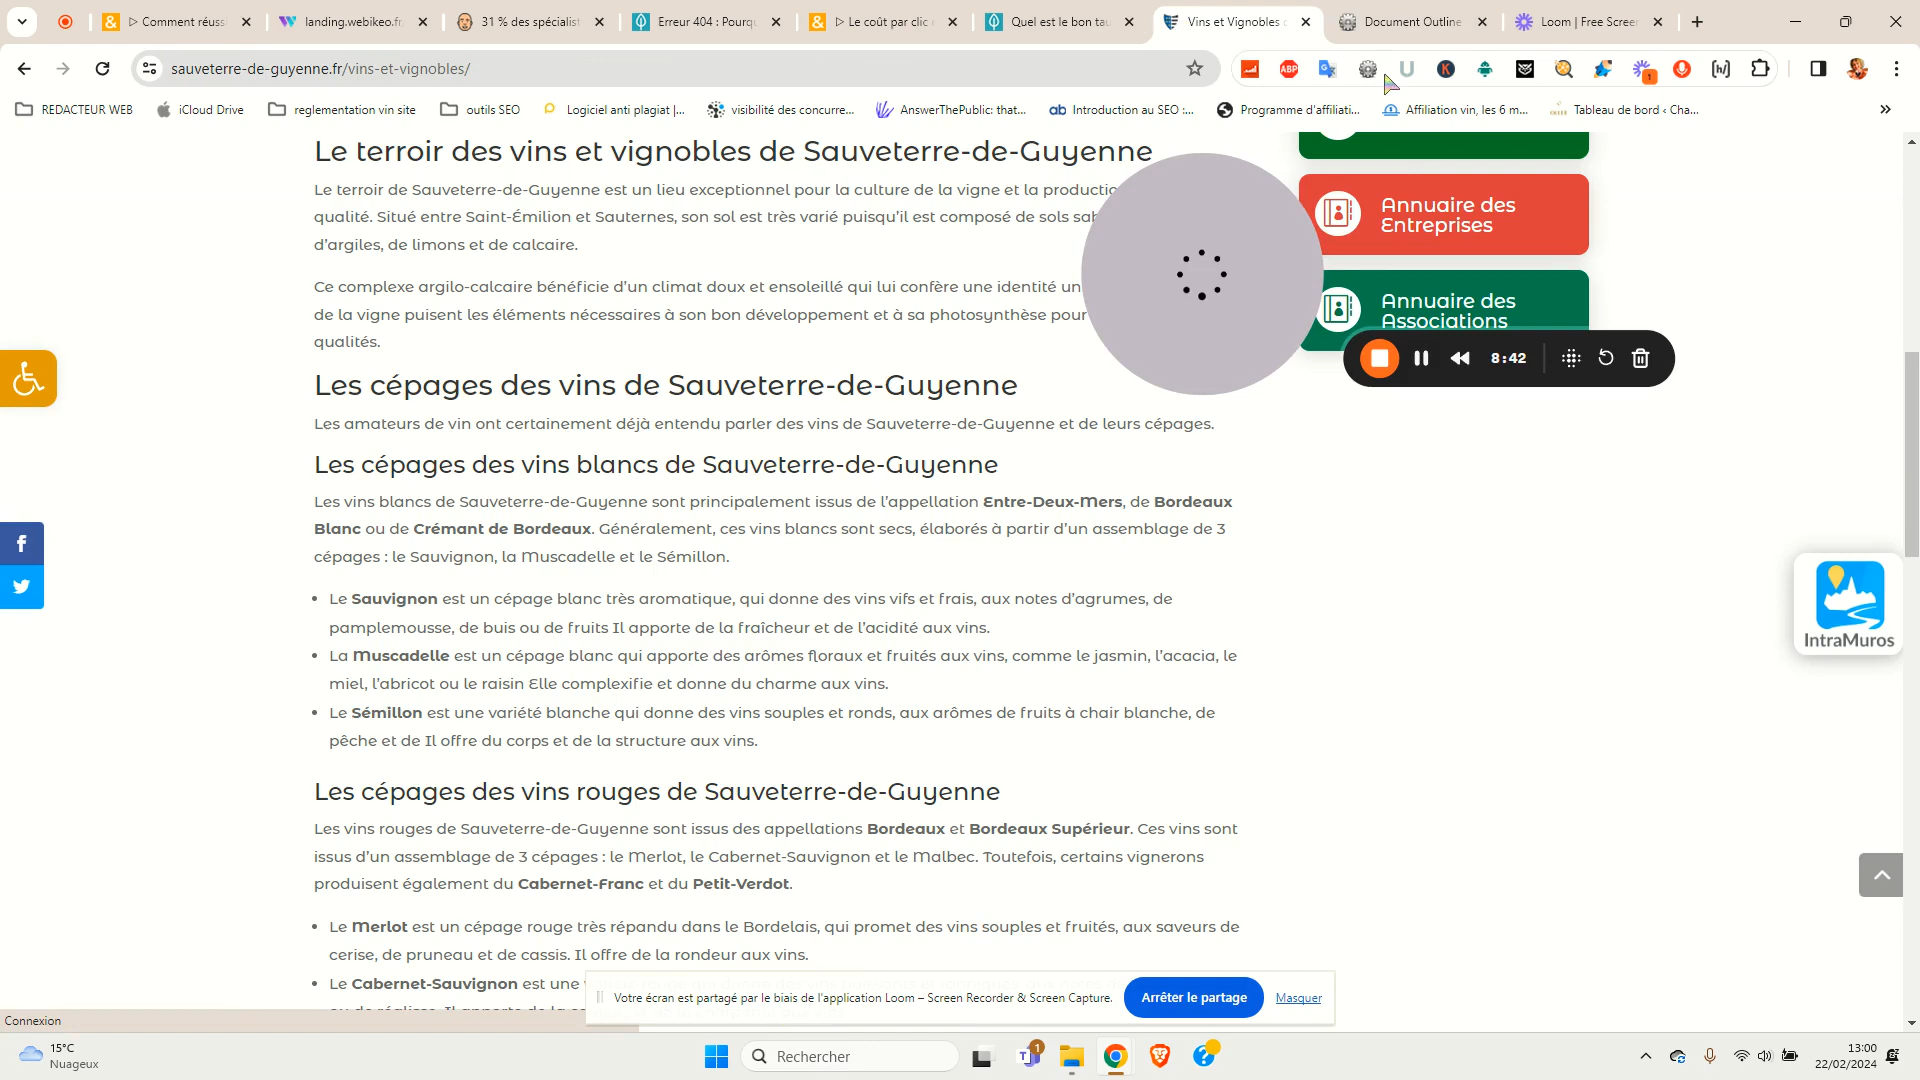 ▷ Comment réussi
landing.webikeo.fr
31 % des spécialist
Erreur 404 : Pourqu
▷ Le coût par clic
Quel est le bon tau
Vins et Vignobles
Document Outline
Loom | Free Screen
sauveterre-de-guyenne.fr/vins-et-vignobles/
ABP
1
REDACTEUR WEB
iCloud Drive
reglementation vin site
outils SEO
Logiciel anti plagiat |...
visibilité des concurre...
AnswerThePublic: that...
Introduction au SEO :...
Programme d'affiliati...
Affiliation vin, les 6 m...
Tableau de bord ‹ Cha...
»
Le terroir des vins et vignobles de Sauveterre-de-Guyenne
Le terroir de Sauveterre-de-Guyenne est un lieu exceptionnel pour la culture de la vigne et la
qualité. Situé entre Saint-Émilion et Sauternes, son sol est très varié puisqu'il est composé de sols
d'argiles, de limons et de calcaire.
Ce complexe argilo-calcaire bénéficie d'un climat doux et ensoleillé qui lui confère une identité
de la vigne puisent les éléments nécessaires à son bon développement et à sa photosynthèse pour
qualités.
Annuaire des
Entreprises
Annuaire des
Associations
8:42
Les cépages des vins de Sauveterre-de-Guyenne
Les amateurs de vin ont certainement déjà entendu parler des vins de Sauveterre-de-Guyenne et de leurs cépages.
Les cépages des vins blancs de Sauveterre-de-Guyenne
Les vins blancs de Sauveterre-de-Guyenne sont principalement issus de l'appellation Entre-Deux-Mers, de Bordeaux
Blanc ou de Crémant de Bordeaux. Généralement, ces vins blancs sont secs, élaborés à partir d'un assemblage de 3
cépages : le Sauvignon, la Muscadelle et le Sémillon.
• Le Sauvignon est un cépage blanc très aromatique, qui donne des vins vifs et frais, aux notes d'agrumes, de
pamplemousse, de buis ou de fruits Il apporte de la fraîcheur et de l'acidité aux vins.
• La Muscadelle est un cépage blanc qui apporte des arômes floraux et fruités aux vins, comme le jasmin, l'acacia, le
miel, l'abricot ou le raisin Elle complexifie et donne du charme aux vins.
• Le Sémillon est une variété blanche qui donne des vins souples et ronds, aux arômes de fruits à chair blanche, de
pêche et de Il offre du corps et de la structure aux vins.
IntraMuros
Les cépages des vins rouges de Sauveterre-de-Guyenne
Les vins rouges de Sauveterre-de-Guyenne sont issus des appellations Bordeaux et Bordeaux Supérieur. Ces vins sont
issus d'un assemblage de 3 cépages : le Merlot, le Cabernet-Sauvignon et le Malbec. Toutefois, certains vignerons
produisent également du Cabernet-Franc et du Petit-Verdot.
• Le Merlot est un cépage rouge très répandu dans le Bordelais, qui promet des vins souples et fruités, aux saveurs de
cerise, de pruneau et de cassis. Il offre de la rondeur aux vins.
• Le Cabernet-Sauvignon est une
Votre écran est partagé par le biais de l'application Loom – Screen Recorder & Screen Capture.
Arrêter le partage
Masquer
Connexion
15°C
Nuageux
Rechercher
1
13:00
22/02/2024